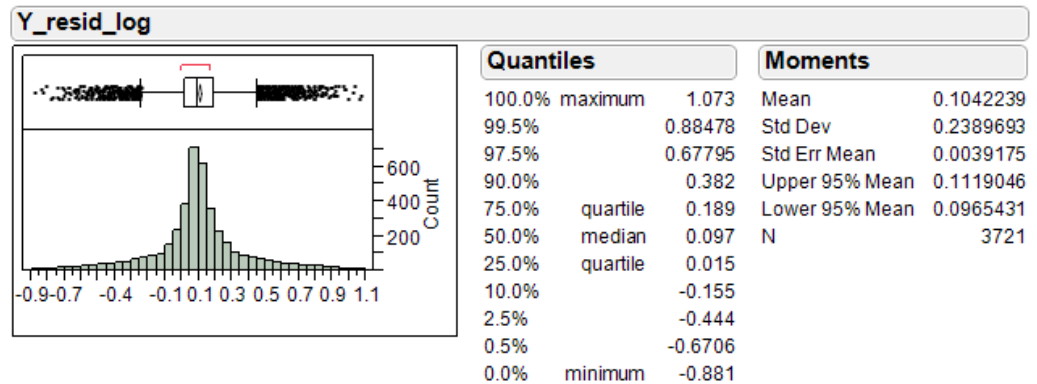 Y_resid_log
600
400
200
Count
-0.9-0.7 -0.4 -0.1 0.1 0.3 0.5 0.7 0.9 1.1
Quantiles
100.0% maximum 1.073
99.5% 0.88478
97.5% 0.67795
90.0% 0.382
75.0% quartile 0.189
50.0% median 0.097
25.0% quartile 0.015
10.0% -0.155
2.5% -0.444
0.5% -0.6706
0.0% minimum -0.881
Moments
Mean 0.1042239
Std Dev 0.2389693
Std Err Mean 0.0039175
Upper 95% Mean 0.1119046
Lower 95% Mean 0.0965431
N 3721